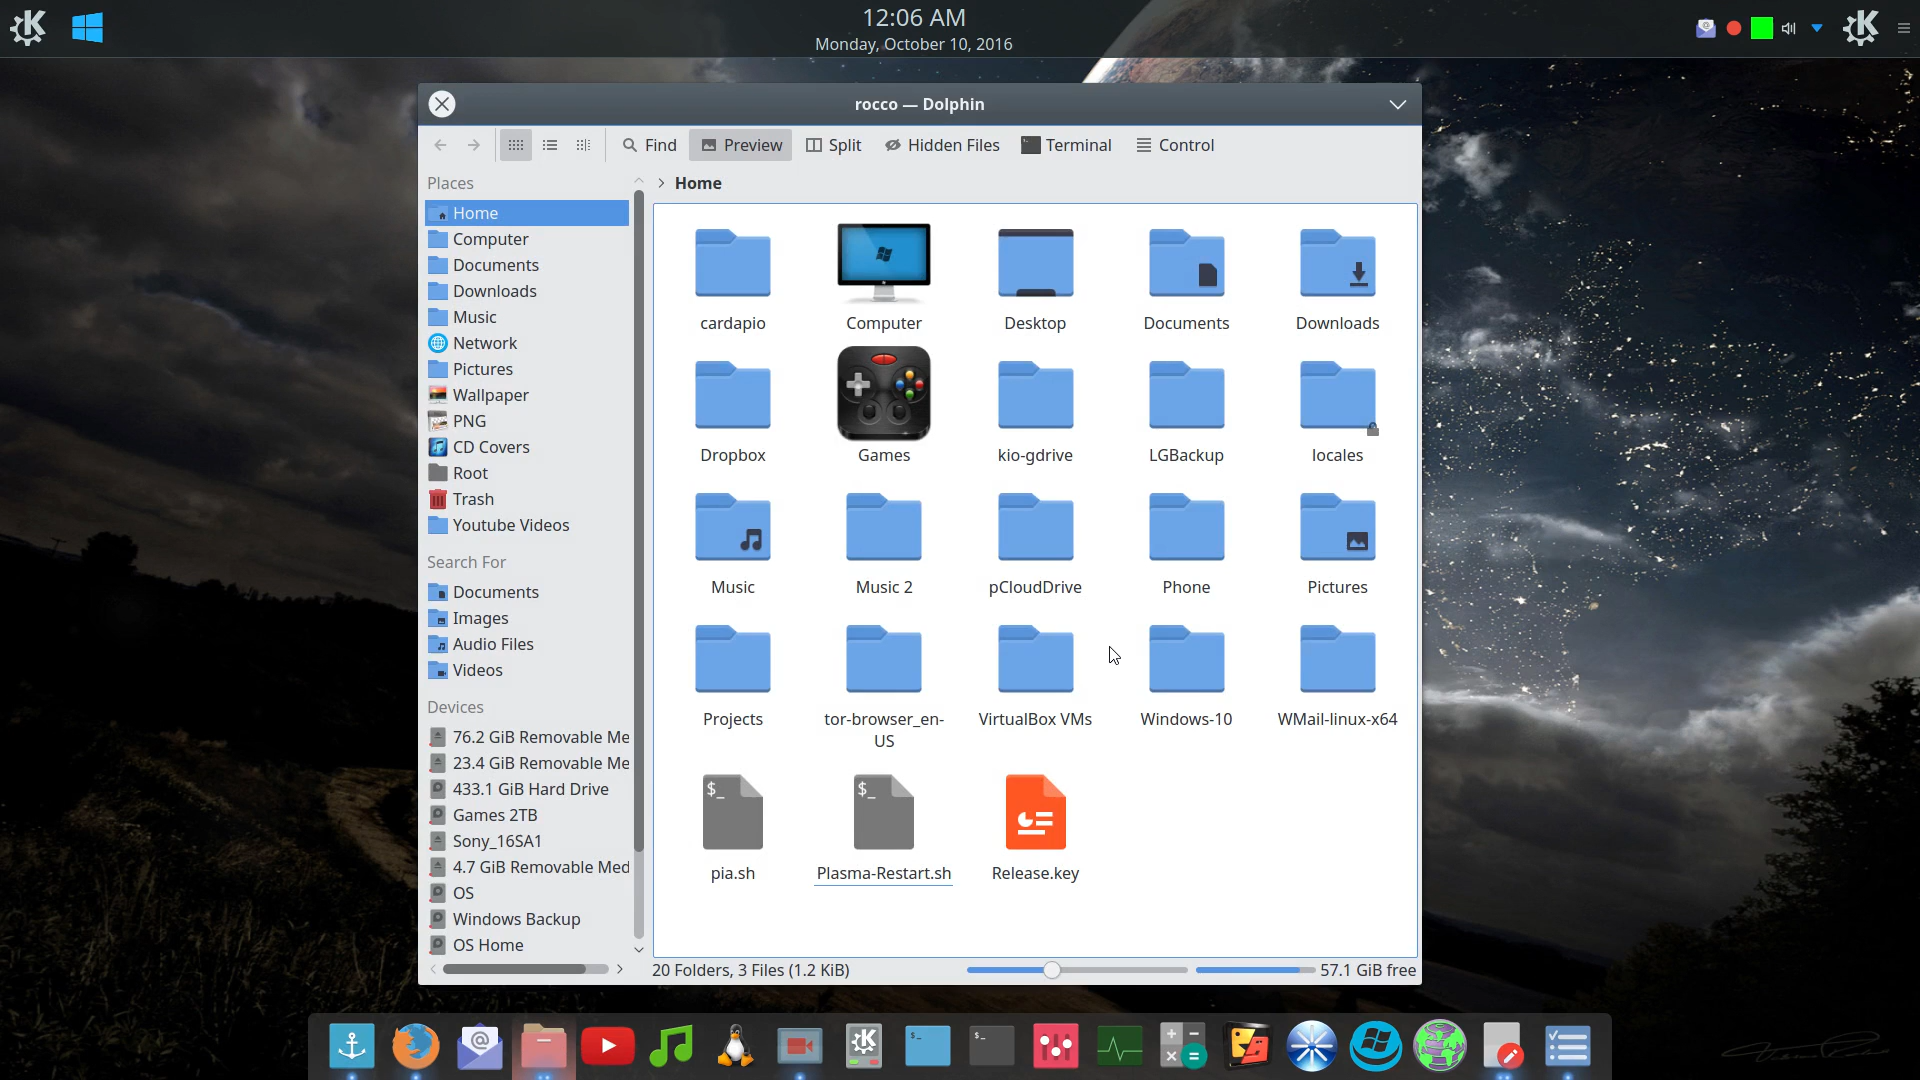 12:06 AM
Monday, October 10, 2016
rocco — Dolphin
Find
Preview
Split
Hidden Files
Terminal
Control
Places
Home
Computer
Documents
Downloads
Music
Network
Pictures
Wallpaper
PNG
CD Covers
Root
Trash
Youtube Videos
Search For
Documents
Images
Audio Files
Videos
Devices
76.2 GiB Removable Me
23.4 GiB Removable Me
433.1 GiB Hard Drive
Games 2TB
Sony_16SA1
4.7 GiB Removable Med
OS
Windows Backup
OS Home
Home
cardapio
Computer
Desktop
Documents
Downloads
Dropbox
Games
kio-gdrive
LGBackup
locales
Music
Music 2
pCloudDrive
Phone
Pictures
Projects
tor-browser_en-
US
VirtualBox VMs
Windows-10
WMail-linux-x64
$_
$_
pia.sh
Plasma-Restart.sh
Release.key
20 Folders, 3 Files (1.2 KiB)
57.1 GiB free